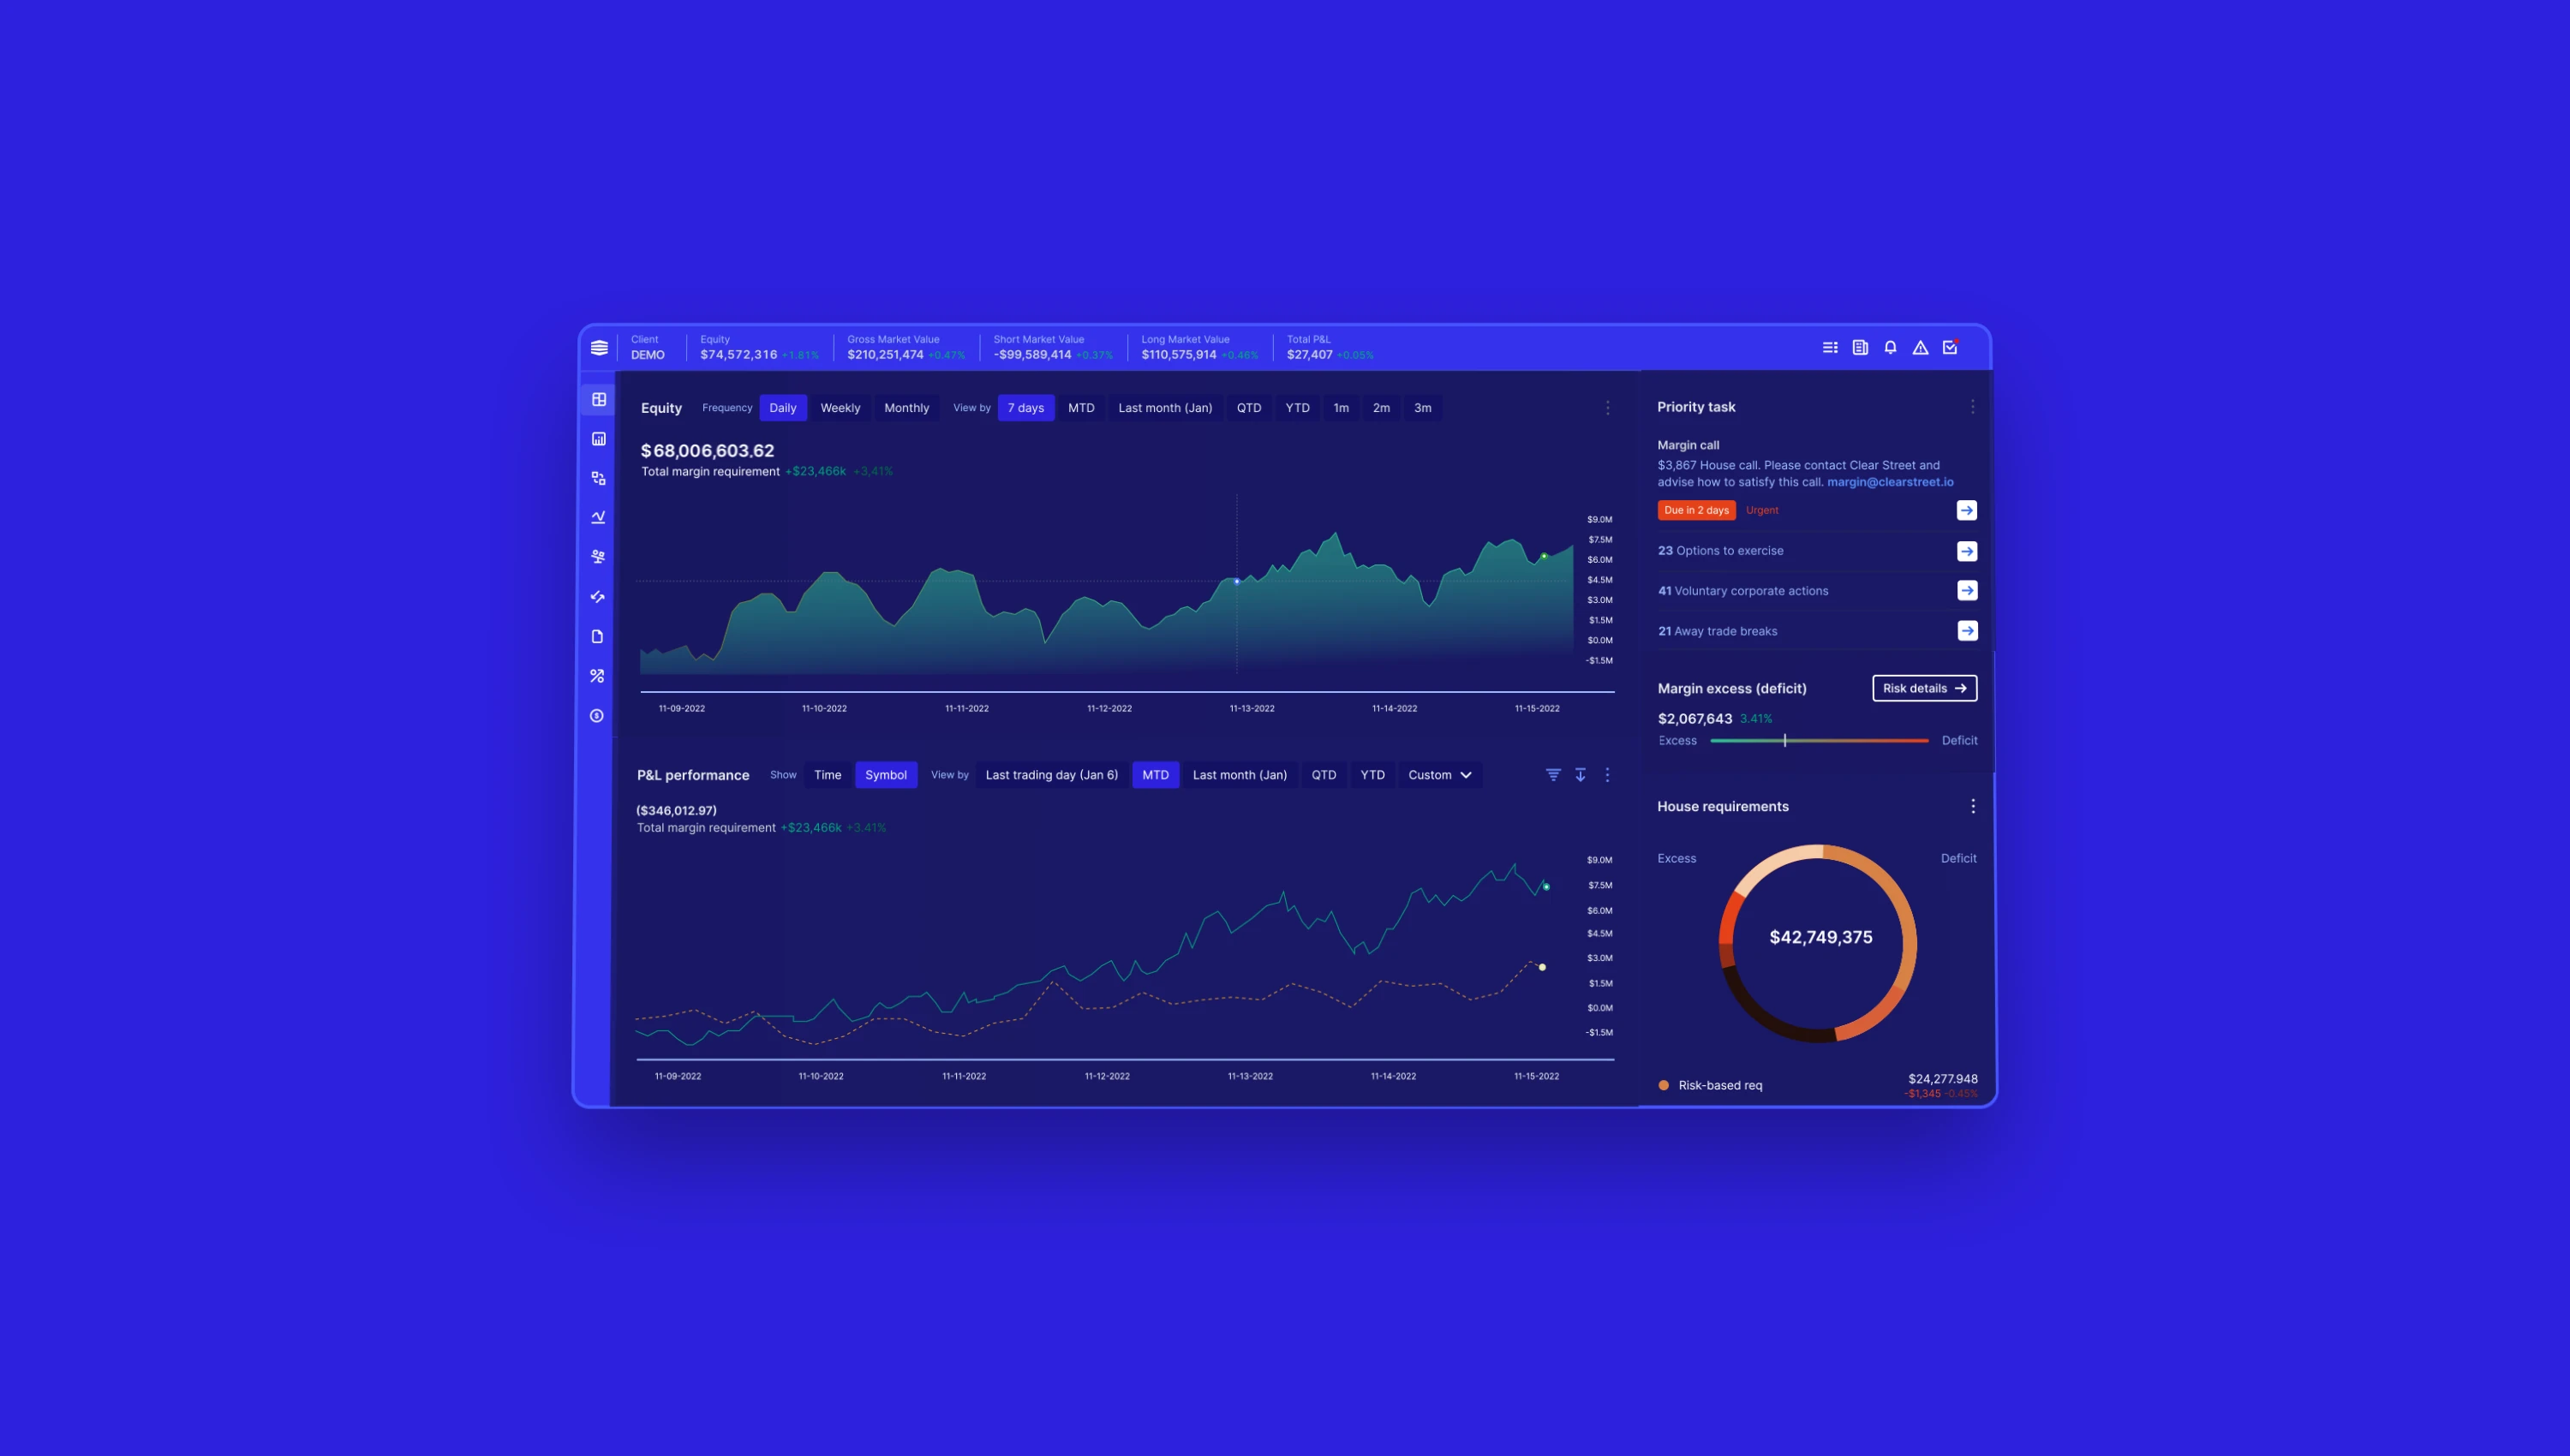 Client
DEMO
Equity
$74,572,316 +1.81%
Gross Market Value
$210,251,474 +0.47%
Short Market Value
-$99,589,414 +0.37%
Long Market Value
$110,575,914 +0.46%
Total P&L
$27,407 +0.05%
Equity Frequency Daily Weekly Monthly View by 7 days MTD Last month (Jan) QTD YTD 1m 2m 3m
$68,006,603.62
Total margin requirement +$23,466k +3,41%
$9.0M
$7.5M
$6.0M
$4.5M
$3.0M
$1.5M
$0.0M
-$1.5M
11-09-2022 11-10-2022 11-11-2022 11-12-2022 11-13-2022 11-14-2022 11-15-2022
P&L performance Show Time Symbol View by Last trading day (Jan 6) MTD Last month (Jan) QTD YTD Custom
($346,012.97)
Total margin requirement +$23,466k +3.41%
$9.0M
$7.5M
$6.0M
$4.5M
$3.0M
$1.5M
$0.0M
-$1.5M
11-09-2022 11-10-2022 11-11-2022 11-12-2022 11-13-2022 11-14-2022 11-15-2022
Priority task
Margin call
$3,867 House call. Please contact Clear Street and
advise how to satisfy this call. margin@clearstreet.io
Due in 2 days Urgent
23 Options to exercise
41 Voluntary corporate actions
21 Away trade breaks
Margin excess (deficit) Risk details
$2,067,643 3.41%
Excess Deficit
House requirements
Excess Deficit
$42,749,375
Risk-based req $24,277.948
-$1,345 -0.45%